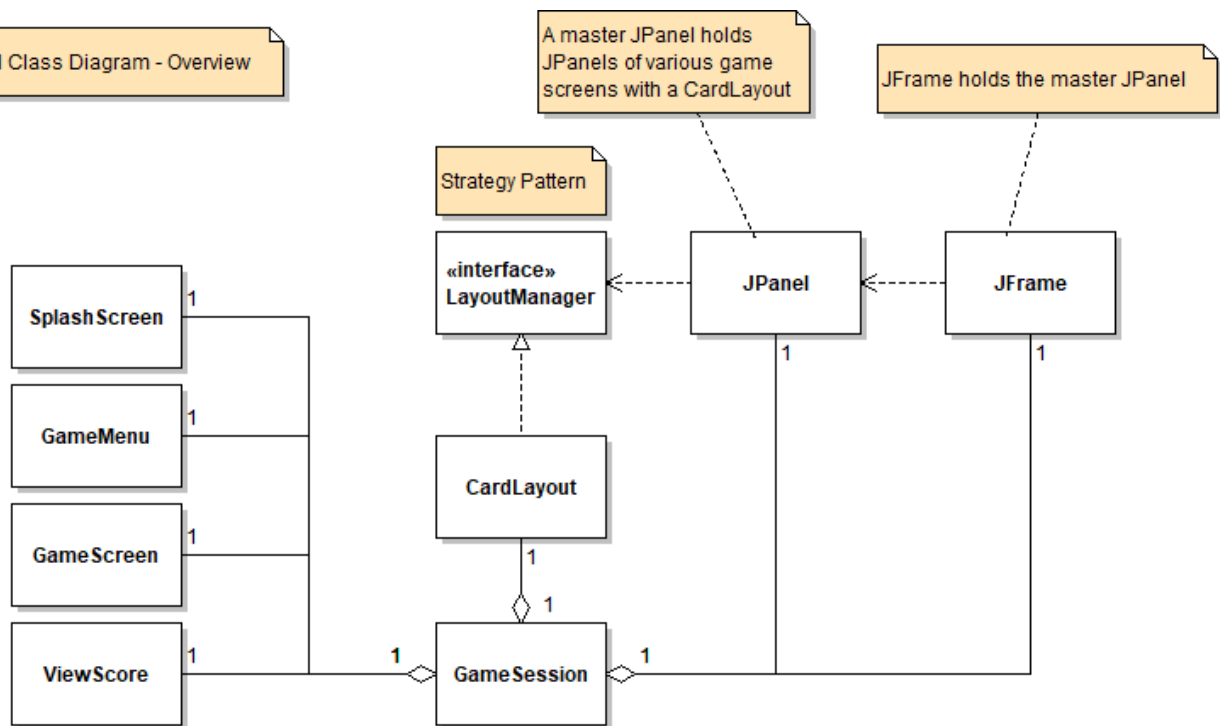 Class Diagram - Overview
A master JPanel holds
JPanels of various game
screens with a CardLayout
JFrame holds the master JPanel
Strategy Pattern
«interface»
LayoutManager
JPanel
JFrame
SplashScreen
1
GameMenu
1
GameScreen
1
ViewScore
1
CardLayout
1
1
1
GameSession
1
1
1